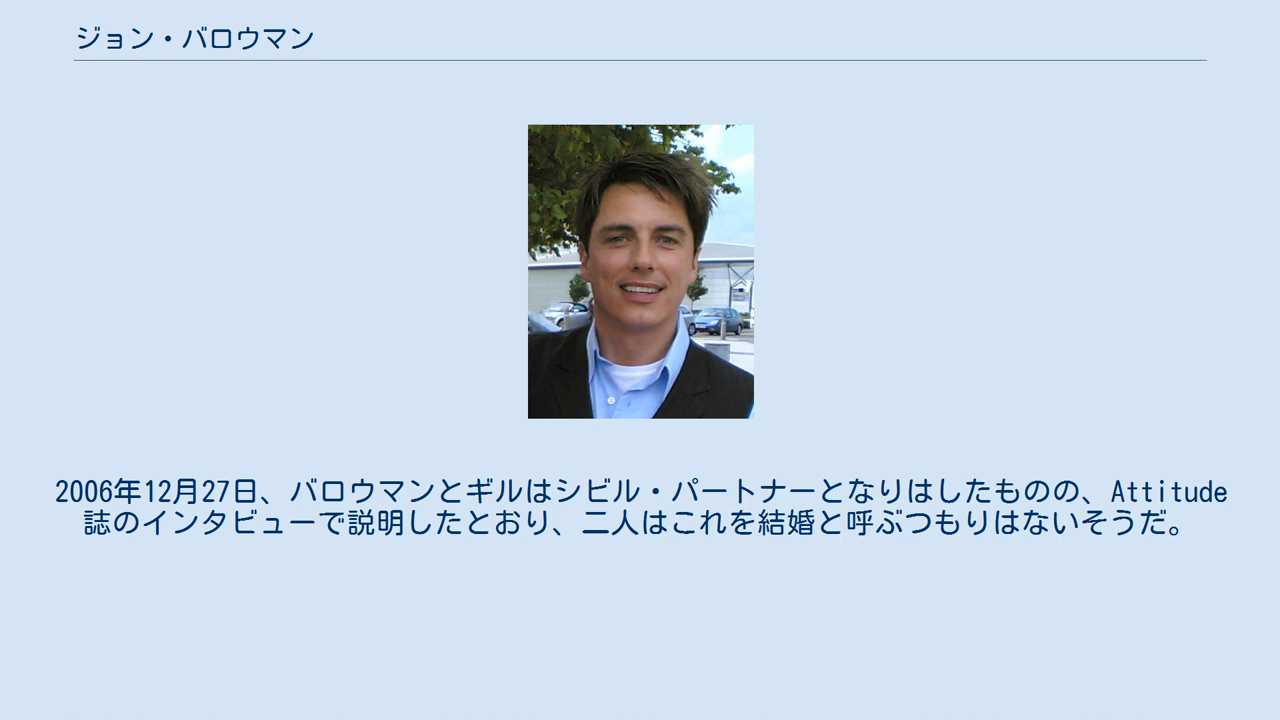 ジョン・バロウマン
2006年12月27日、バロウマンとギルはシビル・パートナーとなりはしたものの、Attitude
誌のインタビューで説明したとおり、二人はこれを結婚と呼ぶつもりはないそうだ。